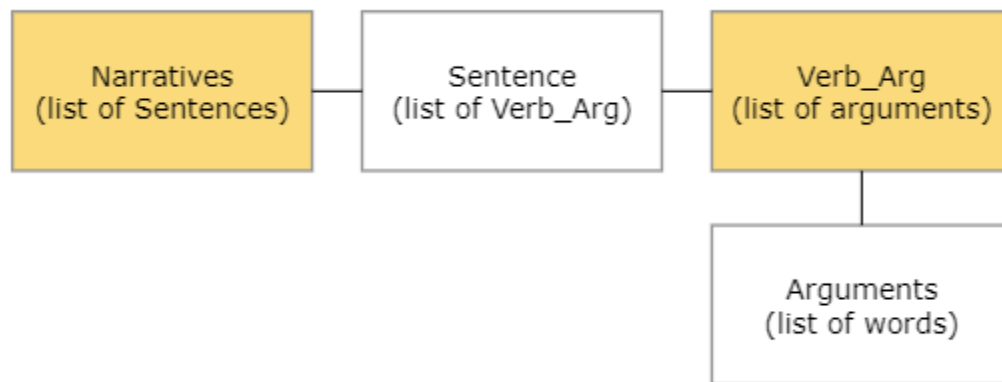 Narratives
(list of Sentences)
Sentence
(list of Verb_Arg)
Verb_Arg
(list of arguments)
Arguments
(list of words)